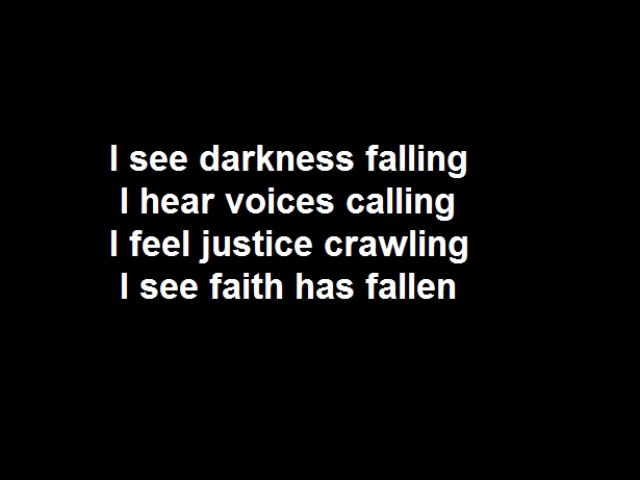 I see darkness falling
I hear voices calling
I feel justice crawling
I see faith has fallen